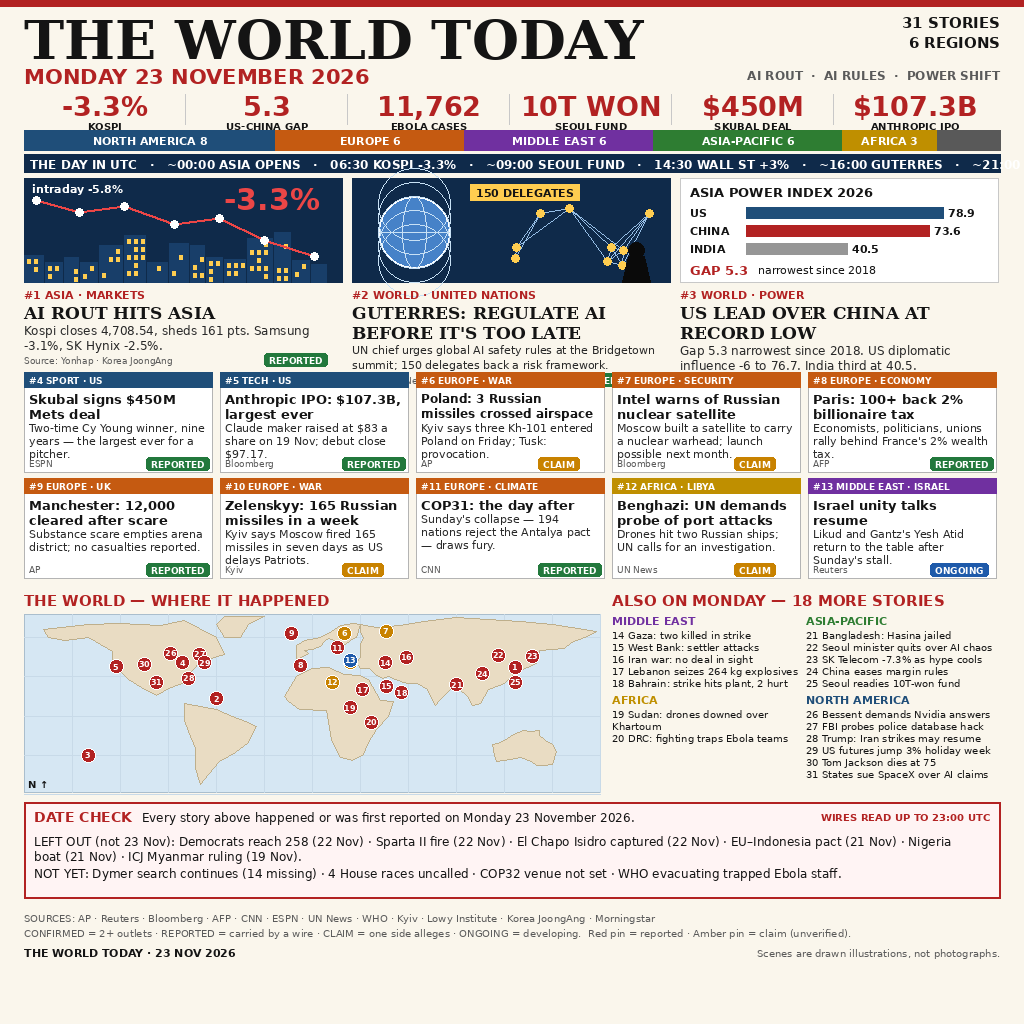 THE WORLD TODAY
31 STORIES
6 REGIONS
MONDAY 23 NOVEMBER 2026
AI ROUT · AI RULES · POWER SHIFT
-3.3%
KOSPI
5.3
US-CHINA GAP
11,762
EBOLA CASES
10T WON
SEOUL FUND
$450M
SKUBAL DEAL
$107.3B
ANTHROPIC IPO
NORTH AMERICA 8
EUROPE 6
MIDDLE EAST 6
ASIA-PACIFIC 6
AFRICA 3
THE DAY IN UTC · ~00:00 ASIA OPENS · 06:30 KOSPI -3.3% · ~09:00 SEOUL FUND · 14:30 WALL ST +3% · ~16:00 GUTERRES · ~21:00
intraday -5.8%
-3.3%
150 DELEGATES
ASIA POWER INDEX 2026
US 78.9
CHINA 73.6
INDIA 40.5
GAP 5.3 narrowest since 2018
#1 ASIA · MARKETS
AI ROUT HITS ASIA
Kospi closes 4,708.54, sheds 161 pts. Samsung
-3.1%, SK Hynix -2.5%.
Source: Yonhap · Korea JoongAng
REPORTED
#2 WORLD · UNITED NATIONS
GUTERRES: REGULATE AI
BEFORE IT'S TOO LATE
UN chief urges global AI safety rules at the Bridgetown
summit; 150 delegates back a risk framework.
#3 WORLD · POWER
US LEAD OVER CHINA AT
RECORD LOW
Gap 5.3 narrowest since 2018. US diplomatic
influence -6 to 76.7. India third at 40.5.
#4 SPORT · US
Skubal signs $450M
Mets deal
Two-time Cy Young winner, nine
years — the largest ever for a
pitcher.
ESPN
REPORTED
#5 TECH · US
Anthropic IPO: $107.3B,
largest ever
Claude maker raised at $83 a
share on 19 Nov; debut close
$97.17.
Bloomberg
REPORTED
#6 EUROPE · WAR
Poland: 3 Russian
missiles crossed airspace
Kyiv says three Kh-101 entered
Poland on Friday; Tusk:
provocation.
AP
CLAIM
#7 EUROPE · SECURITY
Intel warns of Russian
nuclear satellite
Moscow built a satellite to carry
a nuclear warhead; launch
possible next month.
Bloomberg
CLAIM
#8 EUROPE · ECONOMY
Paris: 100+ back 2%
billionaire tax
Economists, politicians, unions
rally behind France's 2% wealth
tax.
AFP
REPORTED
#9 EUROPE · UK
Manchester: 12,000
cleared after scare
Substance scare empties arena
district; no casualties reported.
AP
REPORTED
#10 EUROPE · WAR
Zelenskyy: 165 Russian
missiles in a week
Kyiv says Moscow fired 165
missiles in seven days as US
delays Patriots.
Kyiv
CLAIM
#11 EUROPE · CLIMATE
COP31: the day after
Sunday's collapse — 194
nations reject the Antalya pact
— draws fury.
CNN
REPORTED
#12 AFRICA · LIBYA
Benghazi: UN demands
probe of port attacks
Drones hit two Russian ships;
UN calls for an investigation.
UN News
CLAIM
#13 MIDDLE EAST · ISRAEL
Israel unity talks
resume
Likud and Gantz's Yesh Atid
return to the table after
Sunday's stall.
Reuters
ONGOING
THE WORLD — WHERE IT HAPPENED
9
6
7
11
26
27
5
30
4
29
8
13
14
16
22
23
1
31
28
12
17
15
18
21
24
25
2
19
20
3
N ↑
ALSO ON MONDAY — 18 MORE STORIES
MIDDLE EAST
14 Gaza: two killed in strike
15 West Bank: settler attacks
16 Iran war: no deal in sight
17 Lebanon seizes 264 kg explosives
18 Bahrain: strike hits plant, 2 hurt
AFRICA
19 Sudan: drones downed over
Khartoum
20 DRC: fighting traps Ebola teams
ASIA-PACIFIC
21 Bangladesh: Hasina jailed
22 Seoul minister quits over AI chaos
23 SK Telecom -7.3% as hype cools
24 China eases margin rules
25 Seoul readies 10T-won fund
NORTH AMERICA
26 Bessent demands Nvidia answers
27 FBI probes police database hack
28 Trump: Iran strikes may resume
29 US futures jump 3% holiday week
30 Tom Jackson dies at 75
31 States sue SpaceX over AI claims
DATE CHECK Every story above happened or was first reported on Monday 23 November 2026.
WIRES READ UP TO 23:00 UTC
LEFT OUT (not 23 Nov): Democrats reach 258 (22 Nov) · Sparta II fire (22 Nov) · El Chapo Isidro captured (22 Nov) · EU–Indonesia pact (21 Nov) · Nigeria
boat (21 Nov) · ICJ Myanmar ruling (19 Nov).
NOT YET: Dymer search continues (14 missing) · 4 House races uncalled · COP32 venue not set · WHO evacuating trapped Ebola staff.
SOURCES: AP · Reuters · Bloomberg · AFP · CNN · ESPN · UN News · WHO · Kyiv · Lowy Institute · Korea JoongAng · Morningstar
CONFIRMED = 2+ outlets · REPORTED = carried by a wire · CLAIM = one side alleges · ONGOING = developing. Red pin = reported · Amber pin = claim (unverified).
THE WORLD TODAY · 23 NOV 2026
Scenes are drawn illustrations, not photographs.